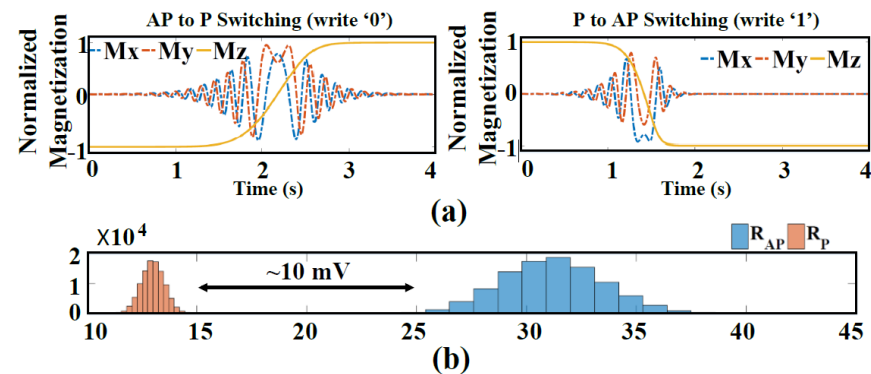 AP to P Switching (write ‘0’)
P to AP Switching (write ‘1’)
Normalized
Magnetization
1
0
-1
Mx My Mz
0 1 2 3 4
Time (s)
Normalized
Magnetization
1
0
-1
Mx My Mz
0 1 2 3 4
Time (s)
(a)
X10^4
R_AP R_P
2
1
0
~10 mV
10 15 20 25 30 35 40 45
(b)